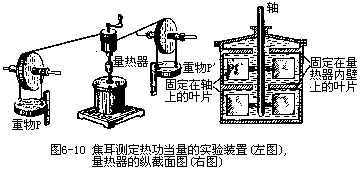 轴
量热器
重物P′
重物P
固定在轴
上的叶片
固定在量
热器内壁
上的叶片
图6-10 焦耳测定热功当量的实验装置(左图),
量热器的纵截面图(右图)